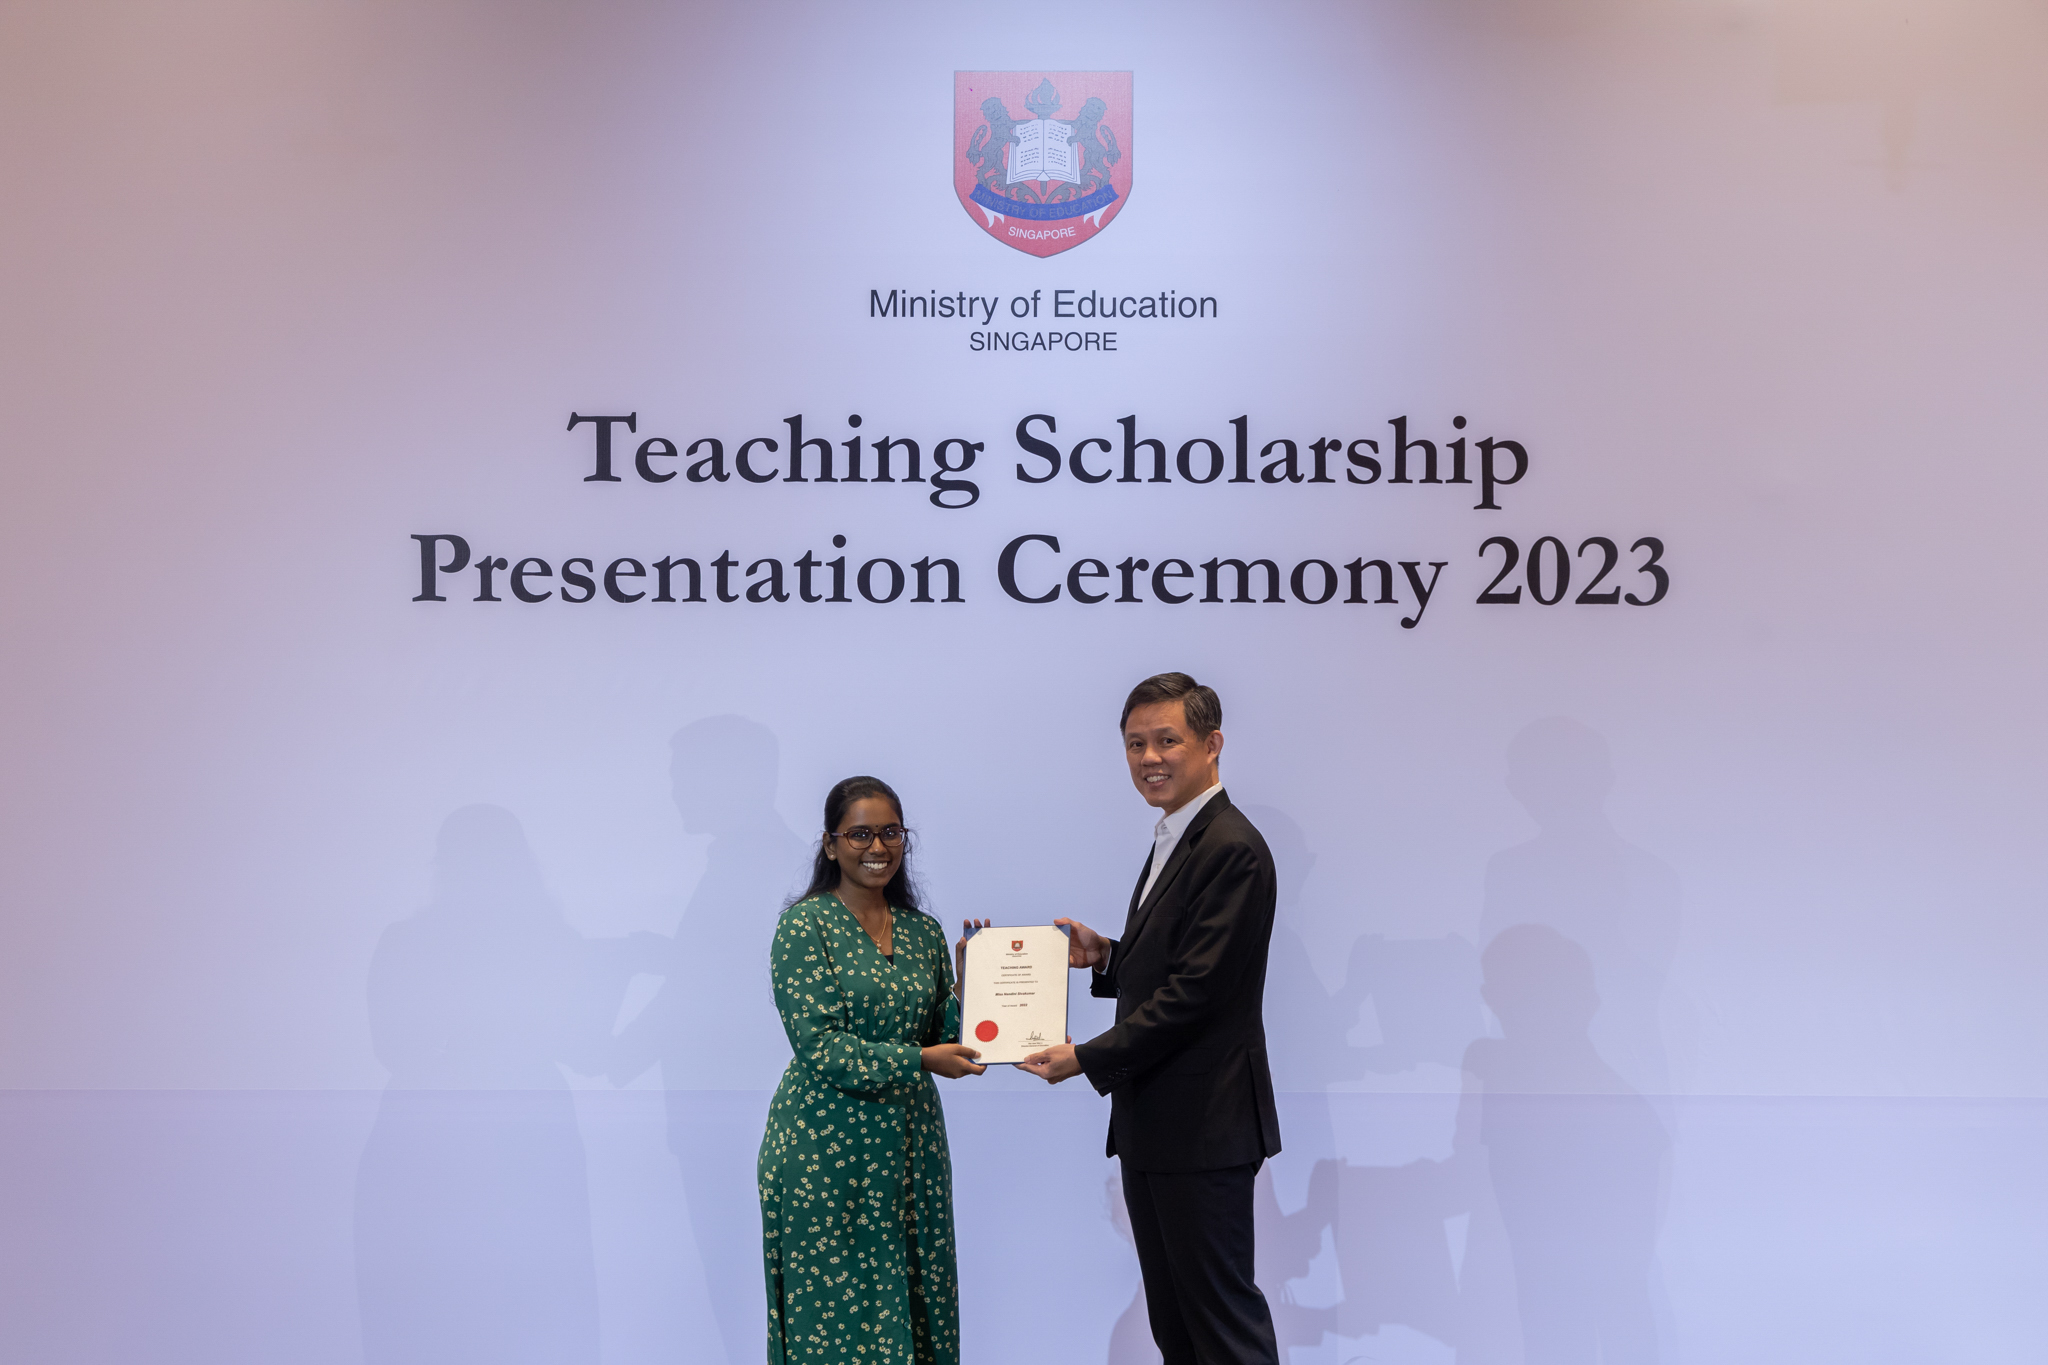 MINISTRY OF EDUCATION
SINGAPORE
Ministry of Education
SINGAPORE
Teaching Scholarship
Presentation Ceremony 2023
TEACHING AWARD
2023